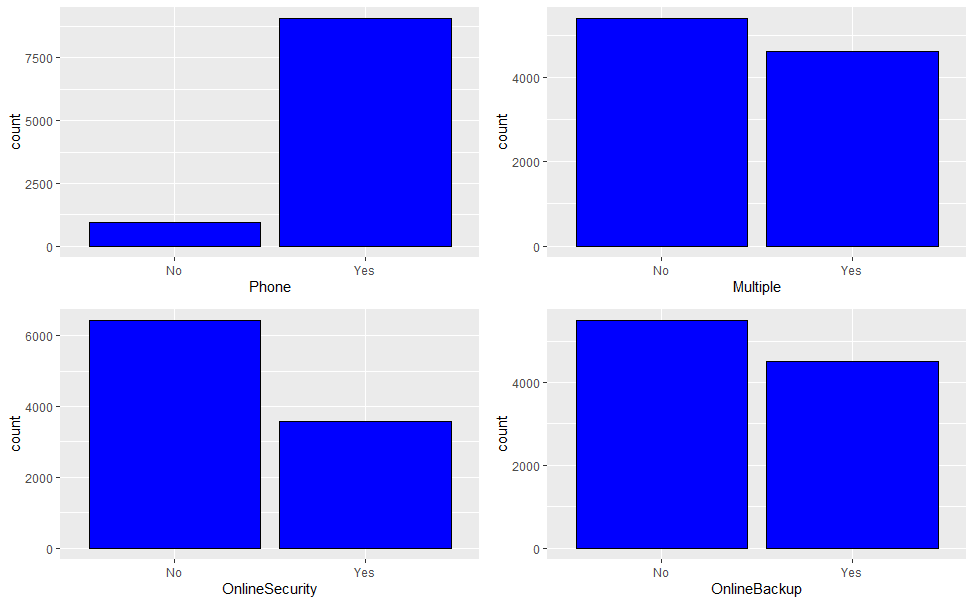 count
7500
5000
2500
0
No Yes
Phone
count
4000
2000
0
No Yes
Multiple
count
6000
4000
2000
0
No Yes
OnlineSecurity
count
4000
2000
0
No Yes
OnlineBackup